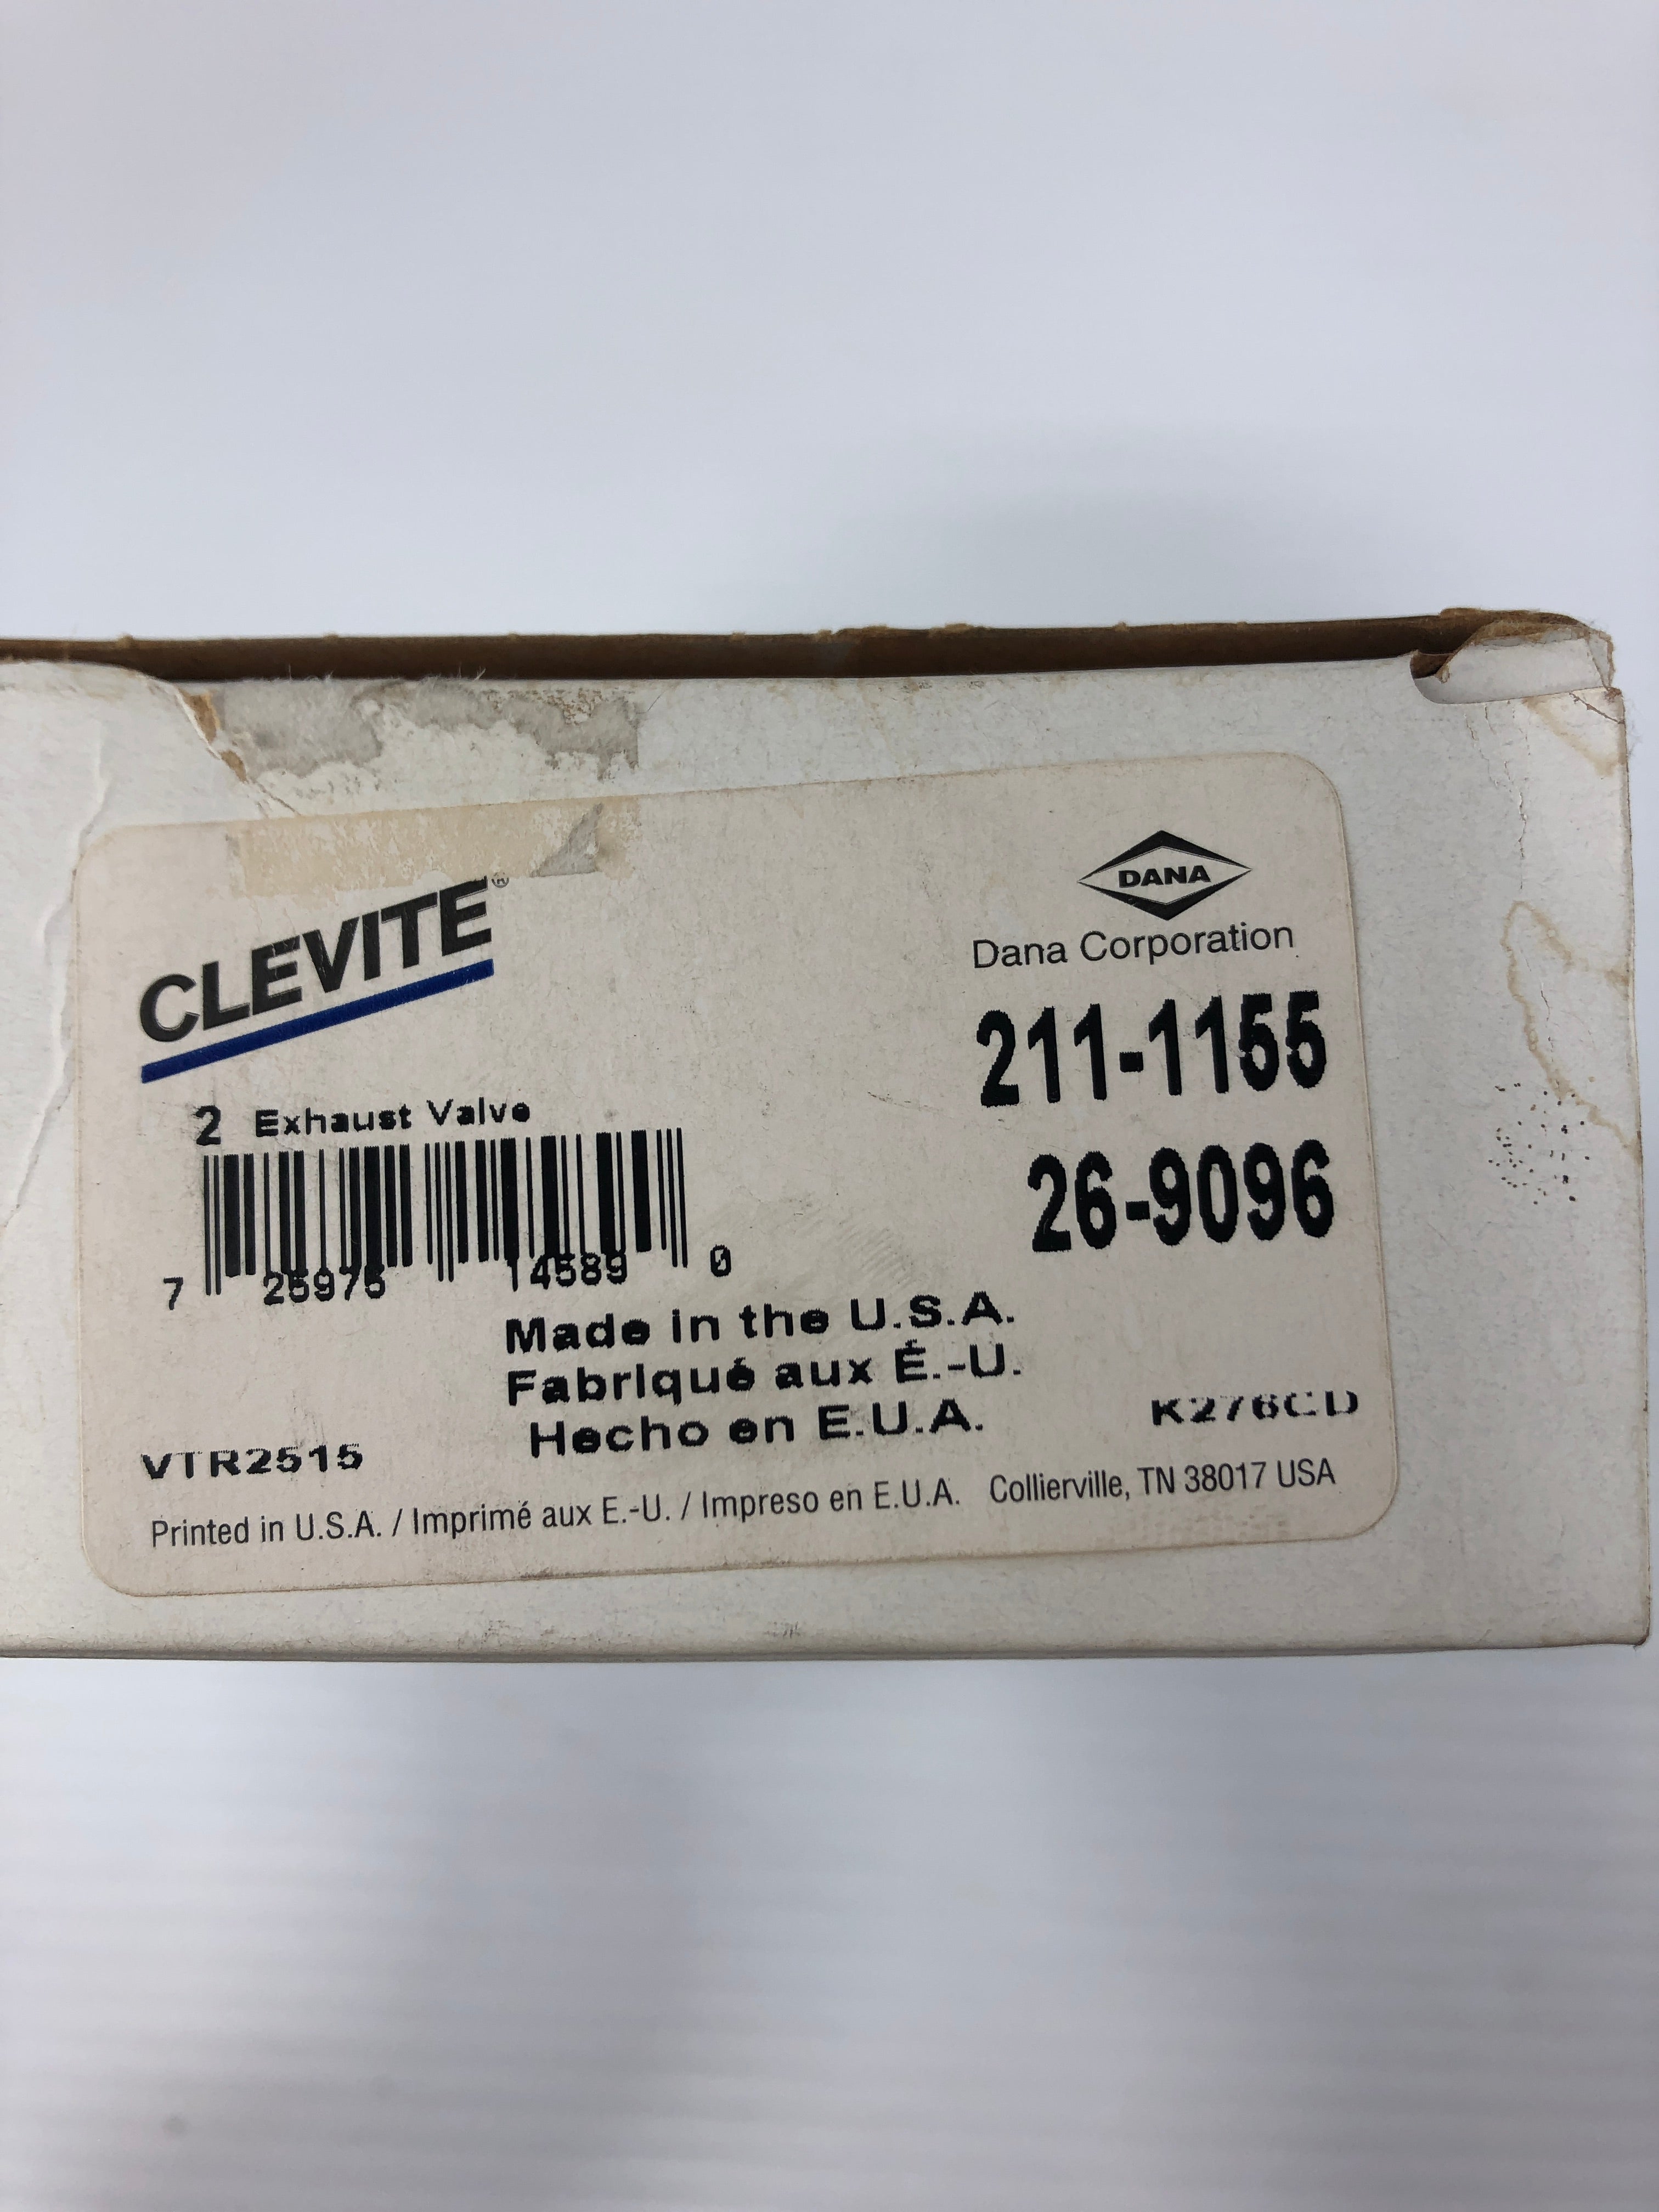 CLEVITE®
DANA
Dana Corporation
211-1155
26-9096
2 Exhaust Valve
7 25975 14589 0
Made in the U.S.A.
Fabriqué aux É.-U.
Hecho en E.U.A.
VTR2515
K276CD
Printed in U.S.A. / Imprimé aux E.-U. / Impreso en E.U.A. Collierville, TN 38017 USA